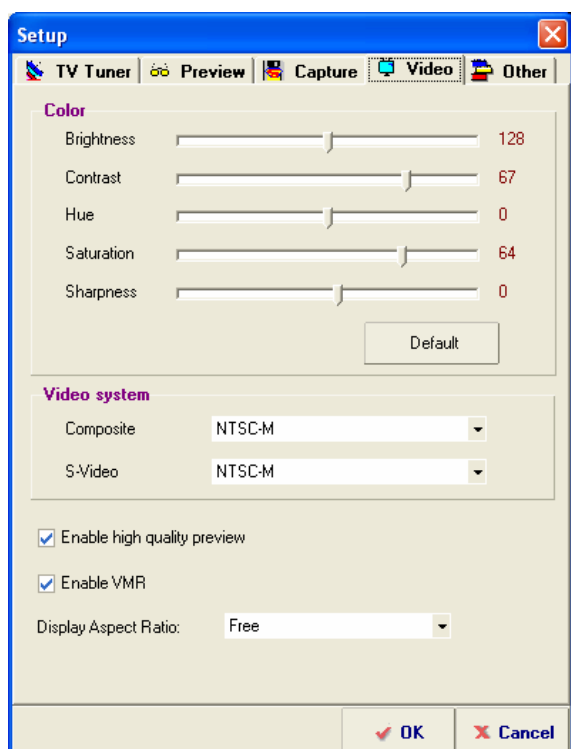 Setup
TV Tuner Preview Capture Video Other
Color
Brightness 128
Contrast 67
Hue 0
Saturation 64
Sharpness 0
Default
Video system
Composite NTSC-M
S-Video NTSC-M
Enable high quality preview
Enable VMR
Display Aspect Ratio: Free
OK Cancel